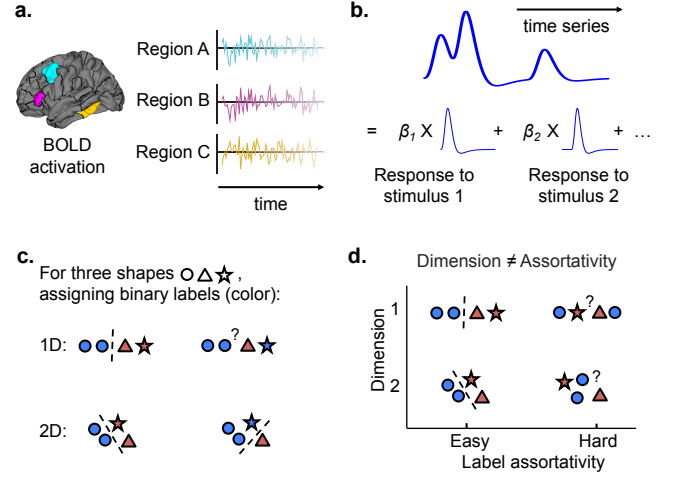 a.
Region A
Region B
Region C
BOLD
activation
time
b.
time series
= β1 X + β2 X + ...
Response to
stimulus 1
Response to
stimulus 2
c.
For three shapes ,
assigning binary labels (color):
1D:
?
2D:
d.
Dimension ≠ Assortativity
Dimension
1
?
2
?
Easy
Hard
Label assortativity